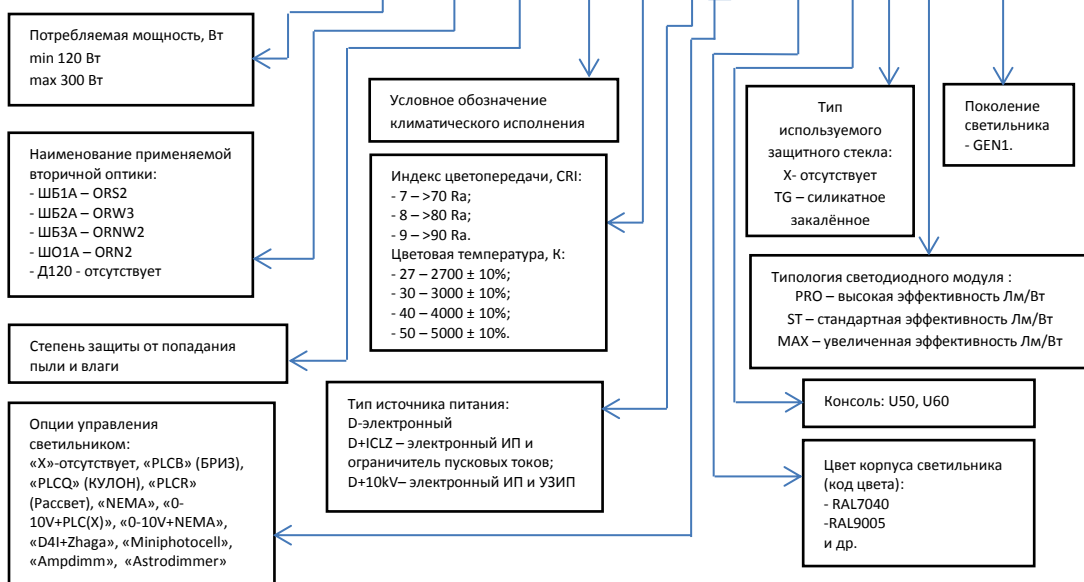 Потребляемая мощность, Вт
min 120 Вт
max 300 Вт
Наименование применяемой
вторичной оптики:
- ШБ1А – ORS2
- ШБ2А – ORW3
- ШБ3А – ORNW2
- ШО1А – ORN2
- Д120 - отсутствует
Степень защиты от попадания
пыли и влаги
Опции управления
светильником:
«X»-отсутствует, «PLCB» (БРИЗ),
«PLCQ» (КУЛОН), «PLCR»
(Рассвет), «NEMA», «0-
10V+PLC(X)», «0-10V+NEMA»,
«D4I+Zhaga», «Miniphotocell»,
«Ampdimm», «Astrodimmer»
Условное обозначение
климатического исполнения
Индекс цветопередачи, CRI:
- 7 – >70 Ra;
- 8 – >80 Ra;
- 9 – >90 Ra.
Цветовая температура, К:
- 27 – 2700 ± 10%;
- 30 – 3000 ± 10%;
- 40 – 4000 ± 10%;
- 50 – 5000 ± 10%.
Тип источника питания:
D-электронный
D+ICLZ – электронный ИП и
ограничитель пусковых токов;
D+10kV– электронный ИП и УЗИП
Тип
используемого
защитного стекла:
X- отсутствует
TG – силикатное
закалённое
Поколение
светильника
- GEN1.
Типология светодиодного модуля :
PRO – высокая эффективность Лм/Вт
ST – стандартная эффективность Лм/Вт
MAX – увеличенная эффективность Лм/Вт
Консоль: U50, U60
Цвет корпуса светильника
(код цвета):
- RAL7040
-RAL9005
и др.